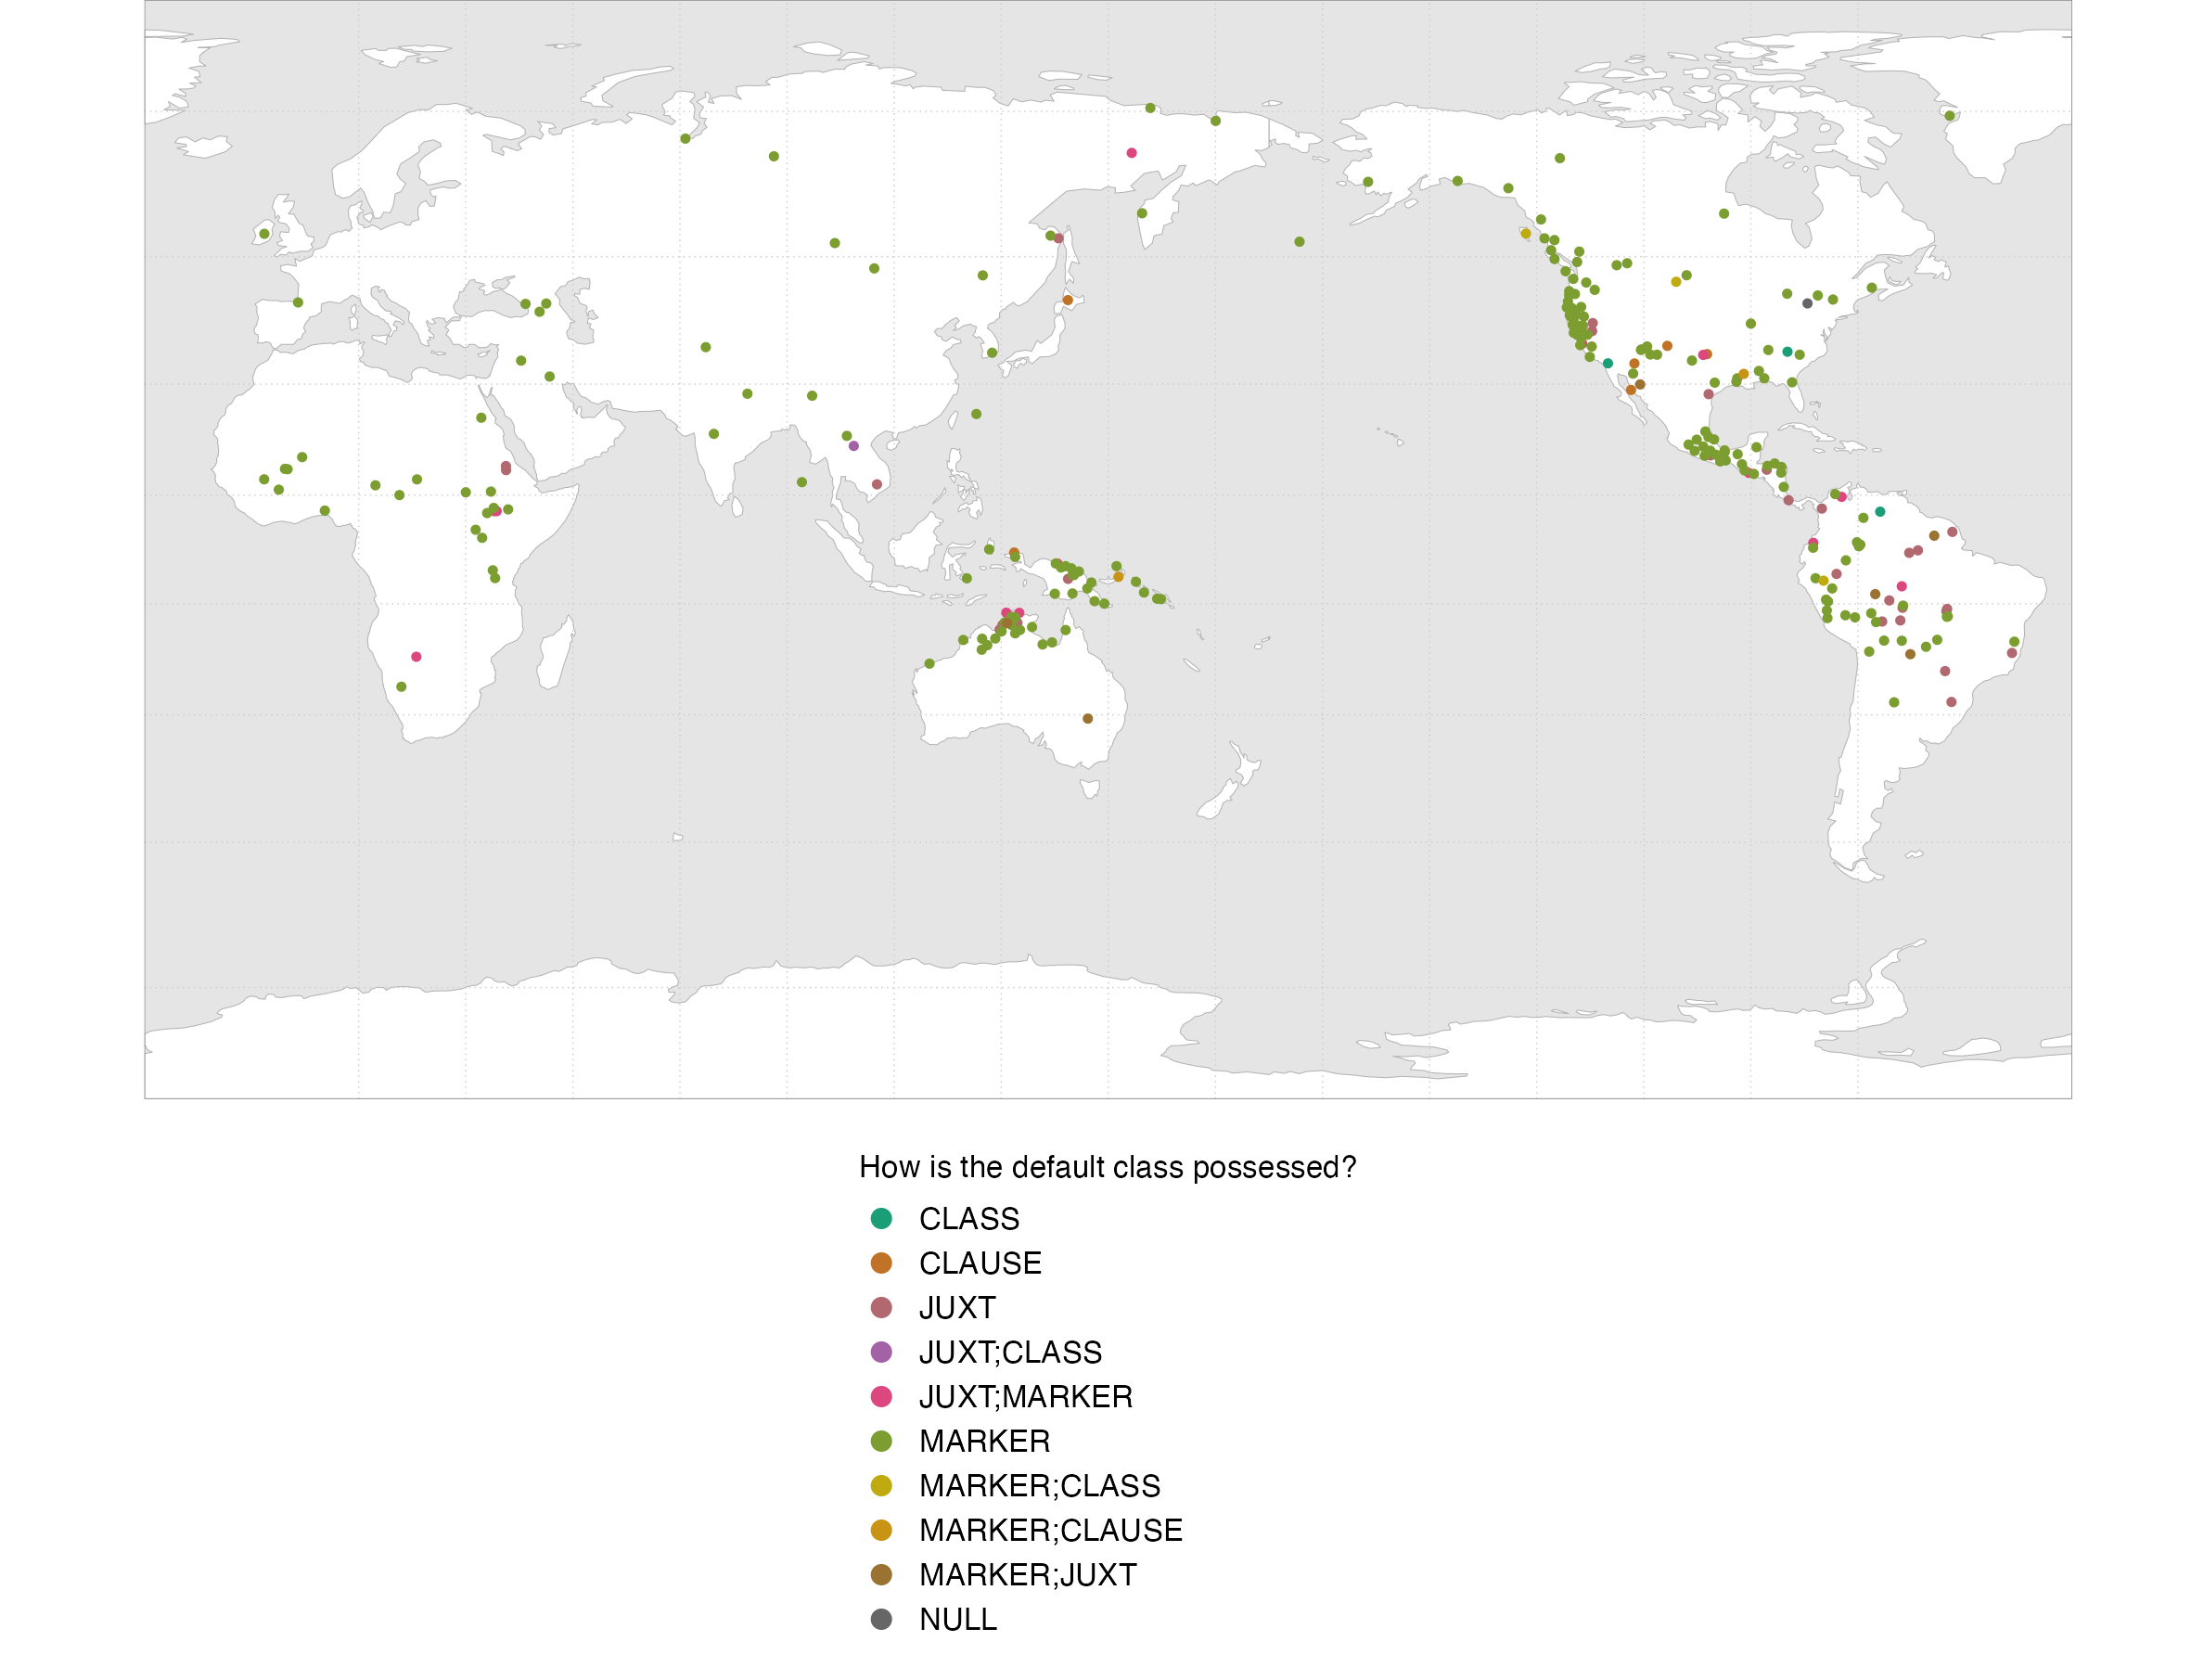 How is the default class possessed?
CLASS
CLAUSE
JUXT
JUXT;CLASS
JUXT;MARKER
MARKER
MARKER;CLASS
MARKER;CLAUSE
MARKER;JUXT
NULL